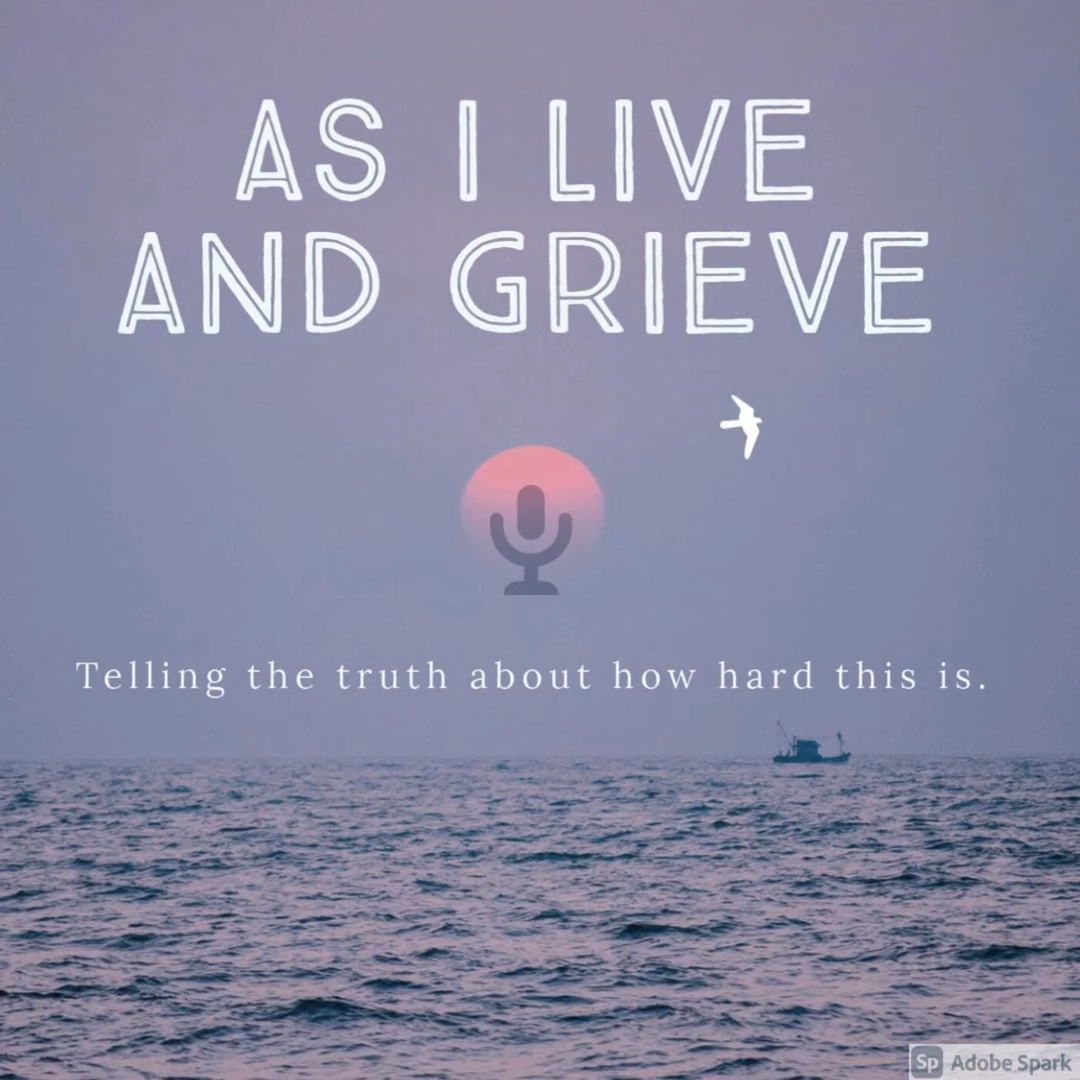 AS I LIVE
AND GRIEVE
Telling the truth about how hard this is.
Sp Adobe Spark